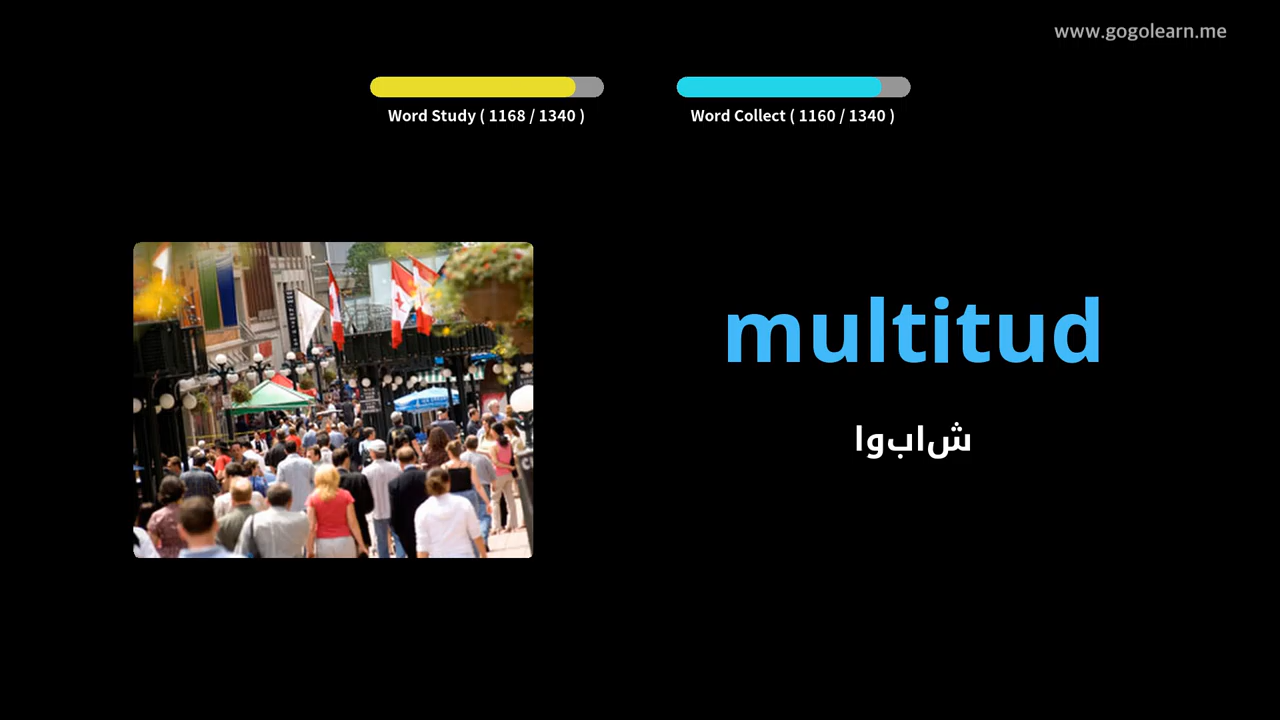 www.gogolearn.me
Word Study ( 1168 / 1340 )
Word Collect ( 1160 / 1340 )
multitud
شابوا